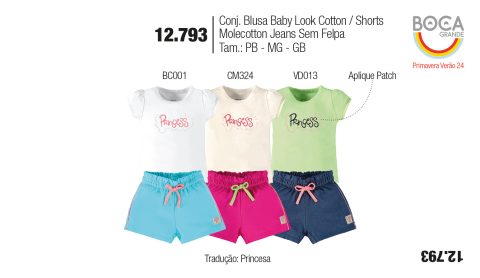 12.793
Conj. Blusa Baby Look Cotton / Shorts
Molecotton Jeans Sem Felpa
Tam.: PB - MG - GB
BOCA
GRANDE
Primavera Verão 24
BC001
CM324
VD013
Aplique Patch
Princess
Princess
Princess
Tradução: Princesa
12.793